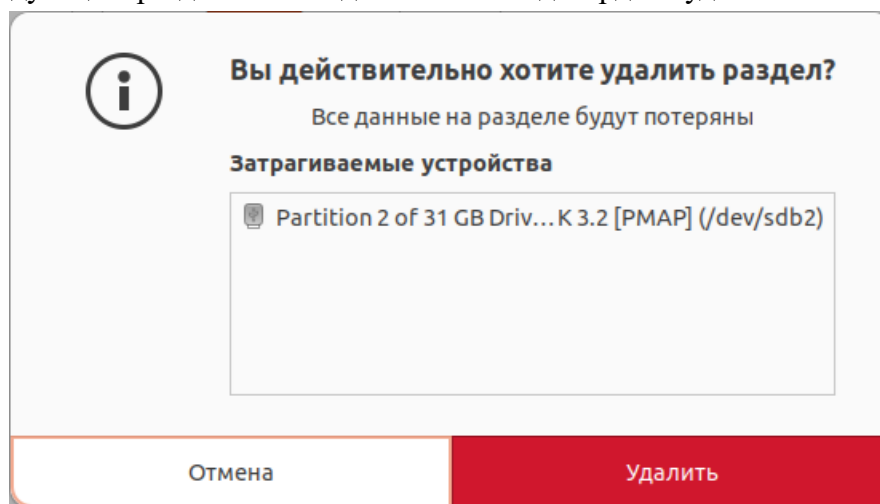 Вы действительно хотите удалить раздел?
Все данные на разделе будут потеряны
Затрагиваемые устройства
Partition 2 of 31 GB Driv…K 3.2 [PMAP] (/dev/sdb2)
Отмена
Удалить